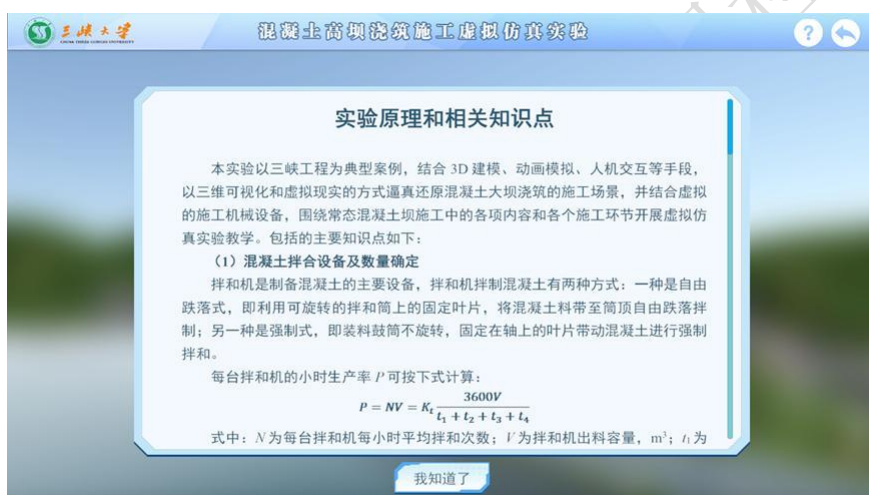 三峡大学
CHINA THREE GORGES UNIVERSITY
混凝土高坝浇筑施工虚拟仿真实验
?
实验原理和相关知识点
本实验以三峡工程为典型案例，结合 3D 建模、动画模拟、人机交互等手段，
以三维可视化和虚拟现实的方式逼真还原混凝土大坝浇筑的施工场景，并结合虚拟
的施工机械设备，围绕常态混凝土坝施工中的各项内容和各个施工环节开展虚拟仿
真实验教学。包括的主要知识点如下：
（1）混凝土拌合设备及数量确定
拌和机是制备混凝土的主要设备，拌和机拌制混凝土有两种方式：一种是自由
跌落式，即利用可旋转的拌和筒上的固定叶片，将混凝土料带至筒顶自由跌落拌
制；另一种是强制式，即装料鼓筒不旋转，固定在轴上的叶片带动混凝土进行强制
拌和。
每台拌和机的小时生产率 P 可按下式计算：
P = NV = K_t 3600V / (t₁ + t₂ + t₃ + t₄)
式中：N 为每台拌和机每小时平均拌和次数；V 为拌和机出料容量，m³；t₁ 为
我知道了